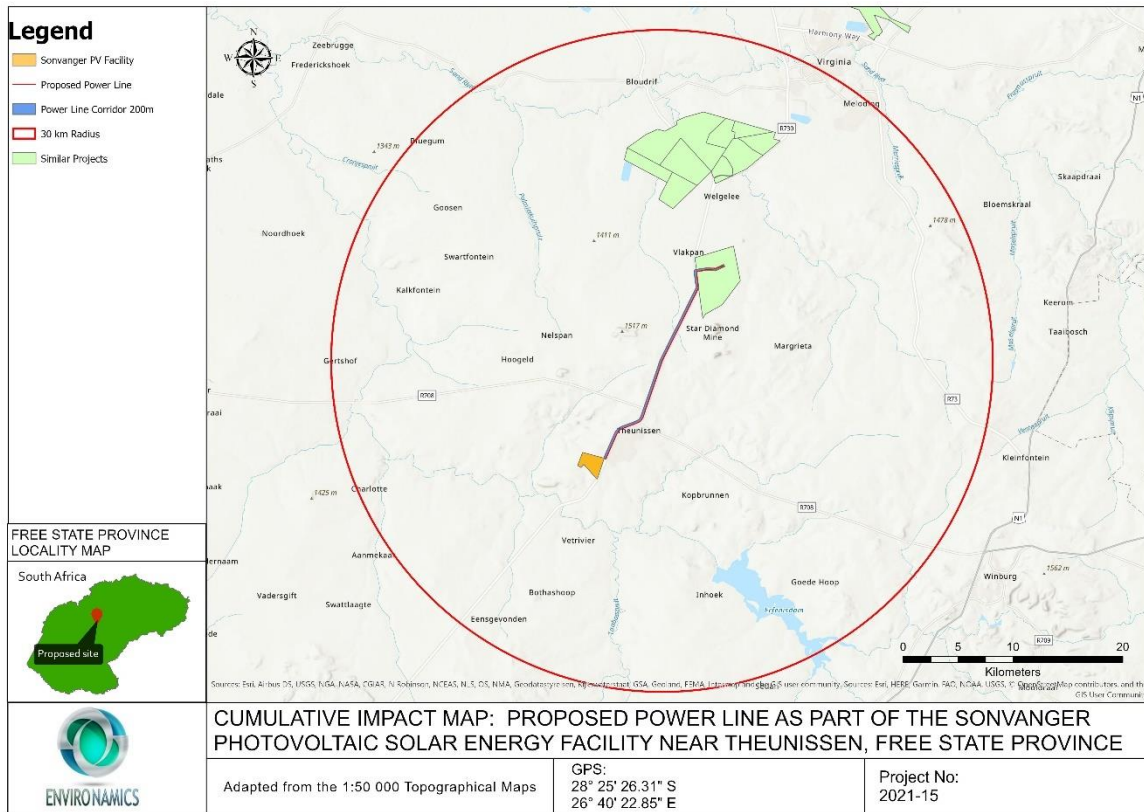 Legend
Sonvanger PV Facility
Proposed Power Line
Power Line Corridor 200m
30 km Radius
Similar Projects
N
W E
S
Zeebrugge
Frederickshoek
Harmony Way
Virginia
Bloudrif
Sand
Meloding
N1
R730
1343 m
Bluegum
Welgelee
Skaapdraai
Goosen
Bloemskraal
1478 m
Noordhoek
1411 m
Vlakpan
Swartfontein
Kalkfontein
Keerom
Taaibosch
Star Diamond
Mine
1517 m
Nelspan
Margrieta
Gertshof
Hoogeld
R708
R73
Theunissen
Kleinfontein
Charlotte
1425 m
Kopbrunnen
R708
N1
Vetrivier
Aanmekaar
1562 m
Winburg
Goede Hoop
Vadersgift
Swattlaagte
Bothashoop
Inhoek
Erfenisdam
Eensgevonden
R709
0 5 10 20
Kilometers
FREE STATE PROVINCE
LOCALITY MAP
South Africa
Proposed site
ENVIRONAMICS
CUMULATIVE IMPACT MAP: PROPOSED POWER LINE AS PART OF THE SONVANGER
PHOTOVOLTAIC SOLAR ENERGY FACILITY NEAR THEUNISSEN, FREE STATE PROVINCE
Adapted from the 1:50 000 Topographical Maps
GPS:
28° 25' 26.31" S
26° 40' 22.85" E
Project No:
2021-15